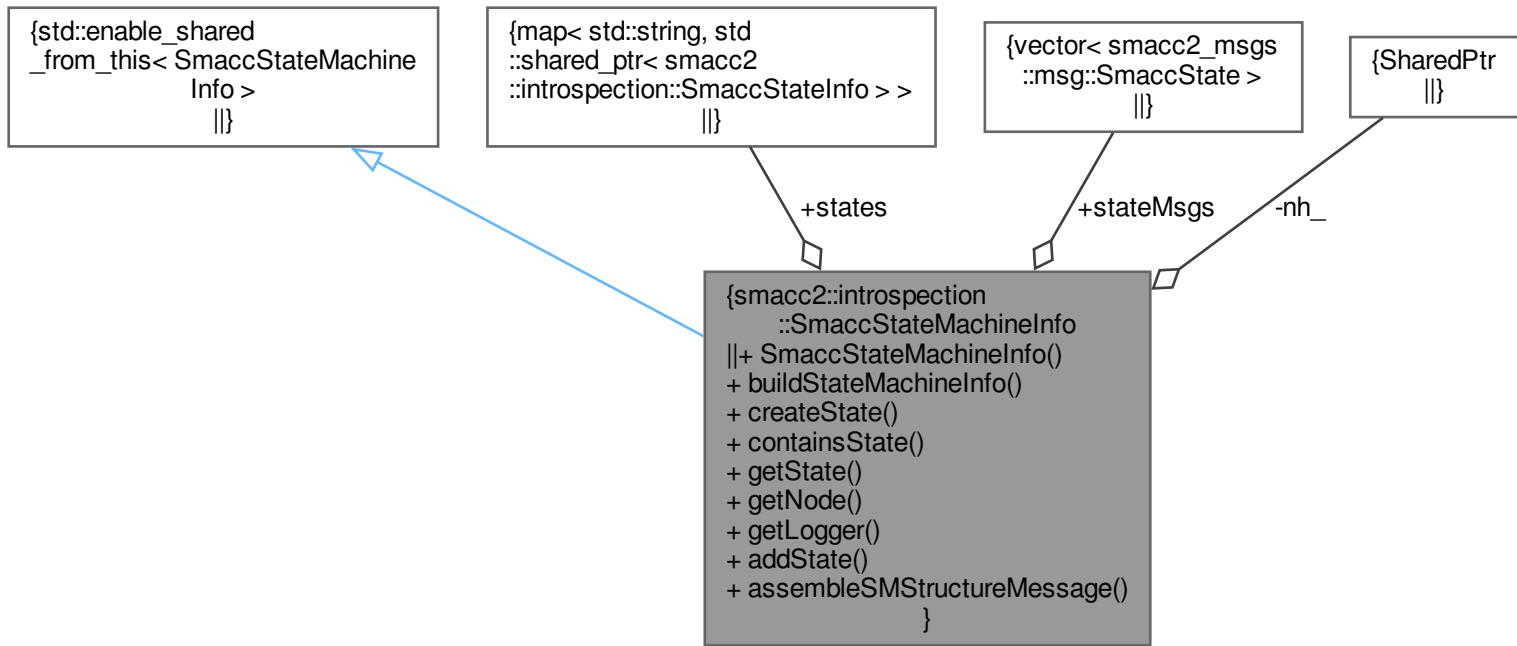 {std::enable_shared
_from_this< SmaccStateMachine
Info >
||}
{map< std::string, std
::shared_ptr< smacc2
::introspection::SmaccStateInfo > >
||}
{vector< smacc2_msgs
::msg::SmaccState >
||}
{SharedPtr
||}
+states
+stateMsgs
-nh_
{smacc2::introspection
::SmaccStateMachineInfo
||+ SmaccStateMachineInfo()
+ buildStateMachineInfo()
+ createState()
+ containsState()
+ getState()
+ getNode()
+ getLogger()
+ addState()
+ assembleSMStructureMessage()
}